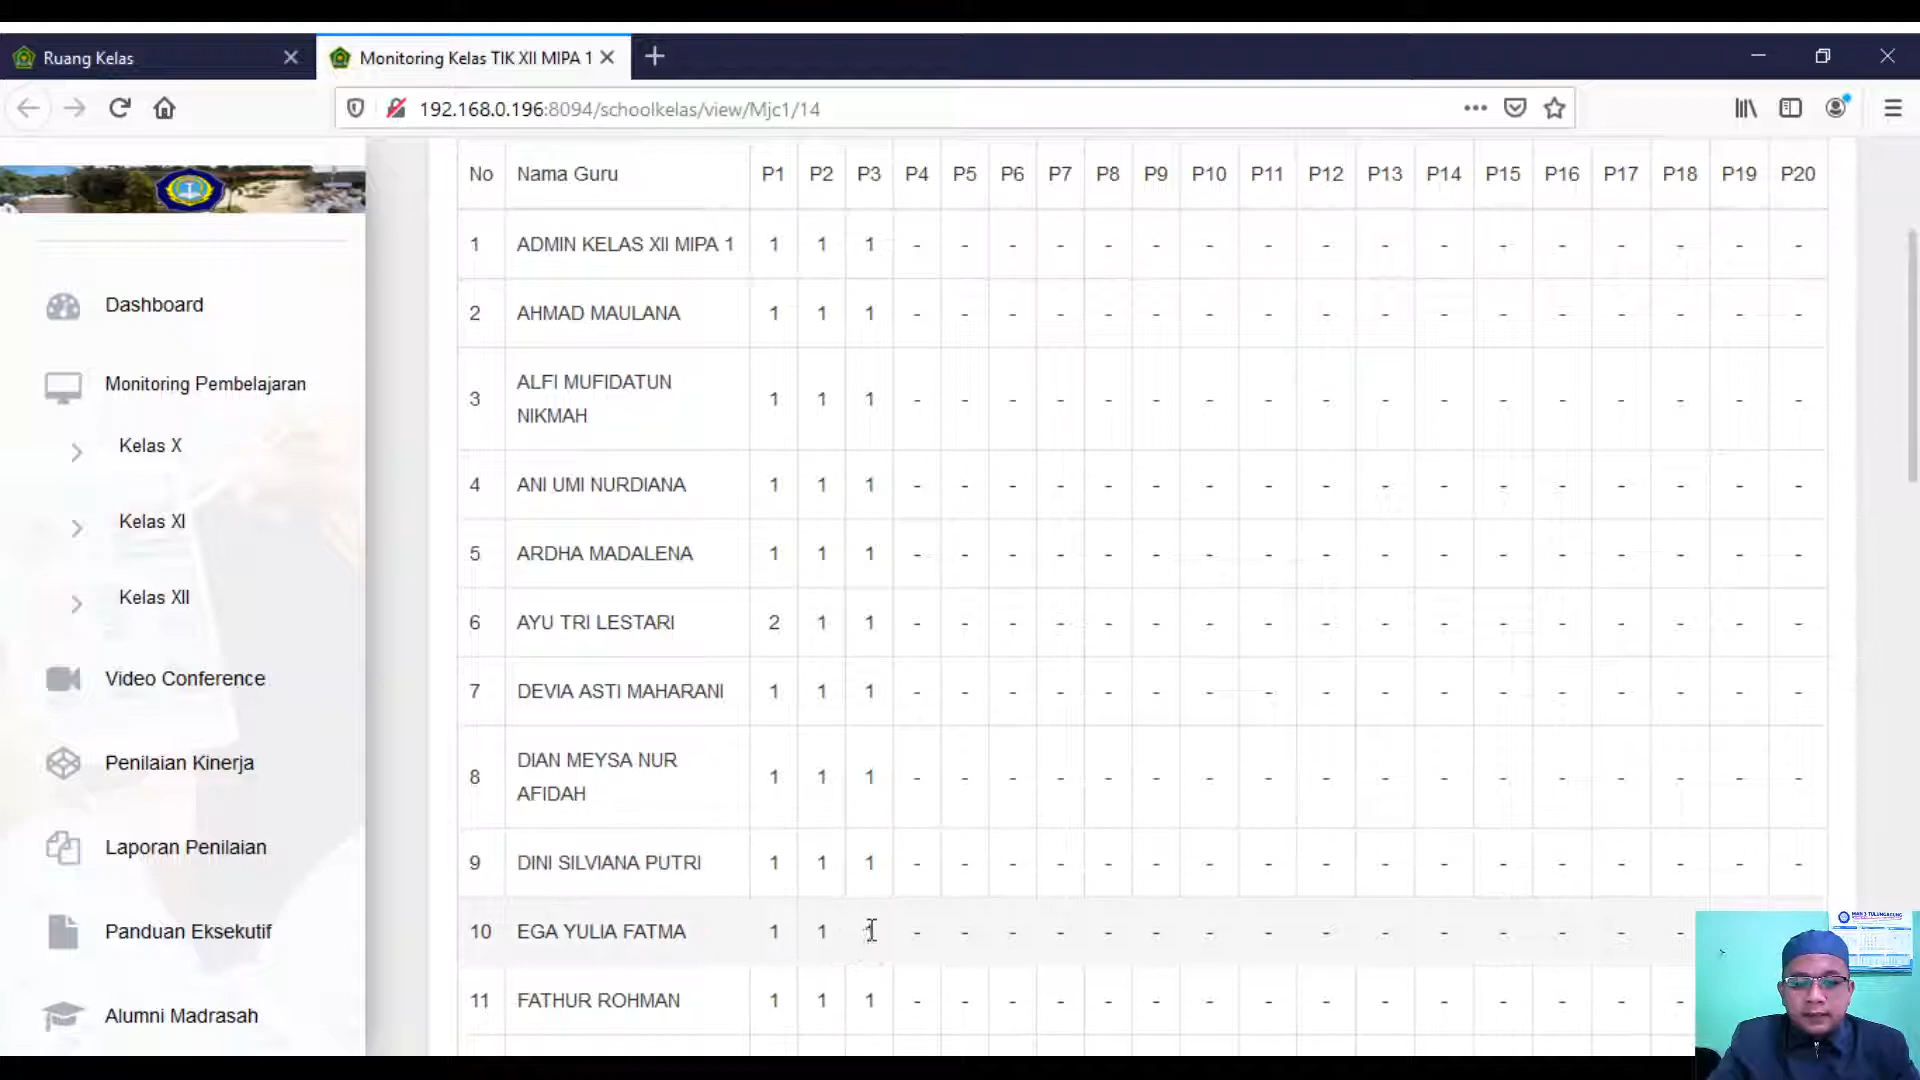 Ruang Kelas
Monitoring Kelas TIK XII MIPA 1
192.168.0.196:8094/schoolkelas/view/Mjc1/14
Dashboard
Monitoring Pembelajaran
Kelas X
Kelas XI
Kelas XII
Video Conference
Penilaian Kinerja
Laporan Penilaian
Panduan Eksekutif
Alumni Madrasah
No Nama Guru P1 P2 P3 P4 P5 P6 P7 P8 P9 P10 P11 P12 P13 P14 P15 P16 P17 P18 P19 P20
1 ADMIN KELAS XII MIPA 1 1 1 1 - - - - - - - - - - - - - - - - -
2 AHMAD MAULANA 1 1 1 - - - - - - - - - - - - - - - - -
3 ALFI MUFIDATUN
NIKMAH 1 1 1 - - - - - - - - - - - - - - - - -
4 ANI UMI NURDIANA 1 1 1 - - - - - - - - - - - - - - - - -
5 ARDHA MADALENA 1 1 1 - - - - - - - - - - - - - - - - -
6 AYU TRI LESTARI 2 1 1 - - - - - - - - - - - - - - - - -
7 DEVIA ASTI MAHARANI 1 1 1 - - - - - - - - - - - - - - - - -
8 DIAN MEYSA NUR
AFIDAH 1 1 1 - - - - - - - - - - - - - - - - -
9 DINI SILVIANA PUTRI 1 1 1 - - - - - - - - - - - - - - - - -
10 EGA YULIA FATMA 1 1 1 - - - - - - - - - - - - - - -
11 FATHUR ROHMAN 1 1 1 - - - - - - - - - - - - - - -
MAN 3 TULUNGAGUNG